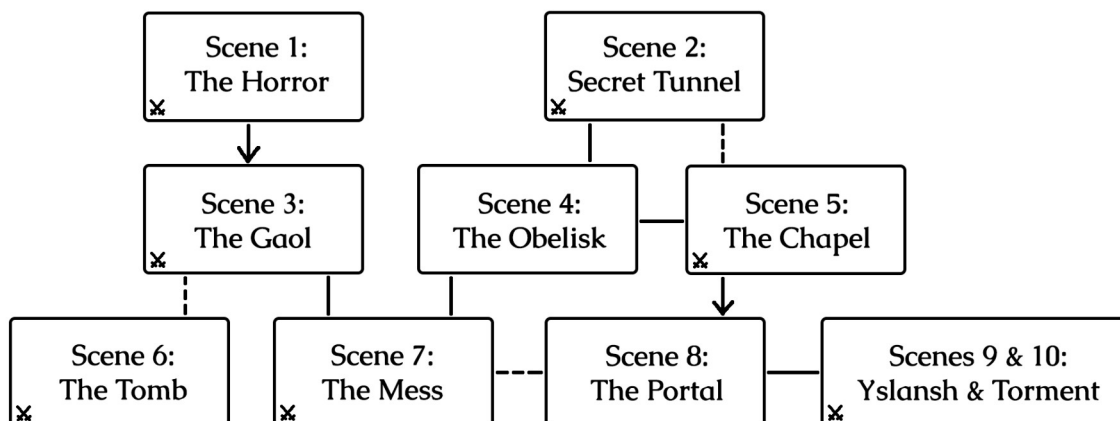 Scene 1:
The Horror
Scene 2:
Secret Tunnel
Scene 3:
The Gaol
Scene 4:
The Obelisk
Scene 5:
The Chapel
Scene 6:
The Tomb
Scene 7:
The Mess
Scene 8:
The Portal
Scenes 9 & 10:
Yslansh & Torment